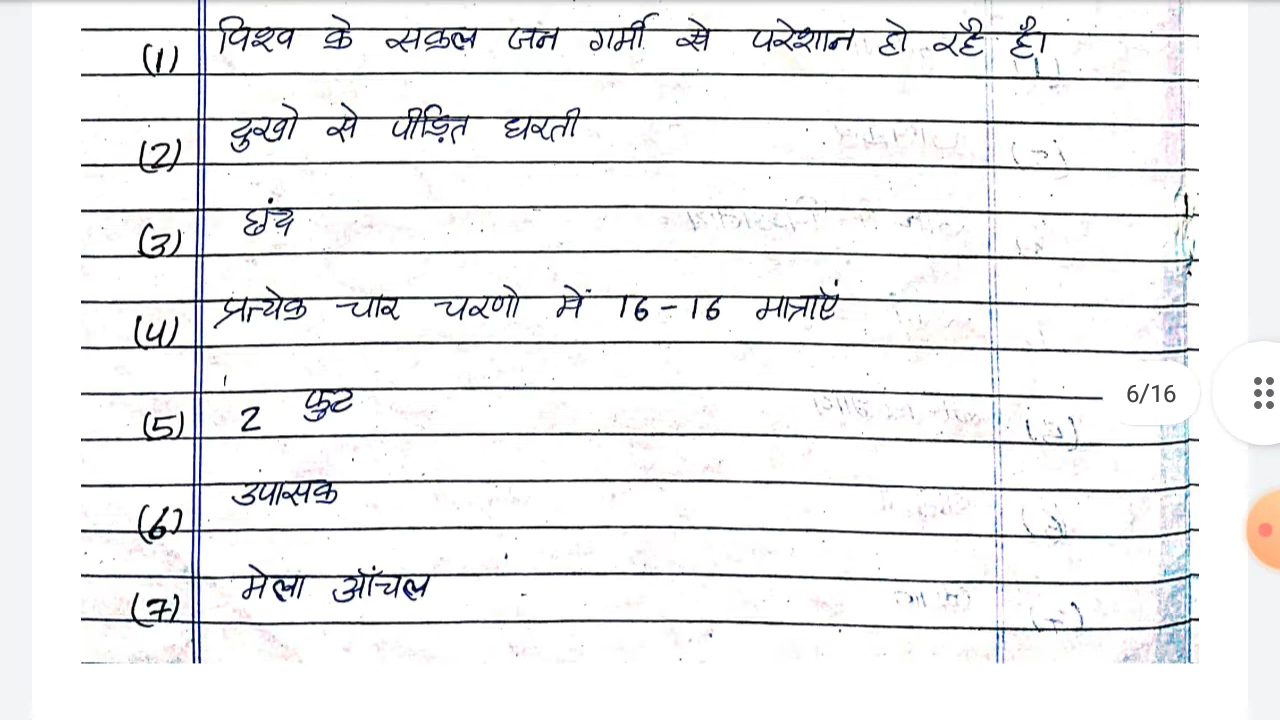 (1) विश्व के सकल जन गर्मी से परेशान हो रहै है।
(2) दुखो से पीड़ित धरती
(3) छंद
(4) प्रत्येक चार चरणो में 16-16 मात्राएं
6/16
(5) 2 फुट
(6) उपासक
(7) मेला आँचल